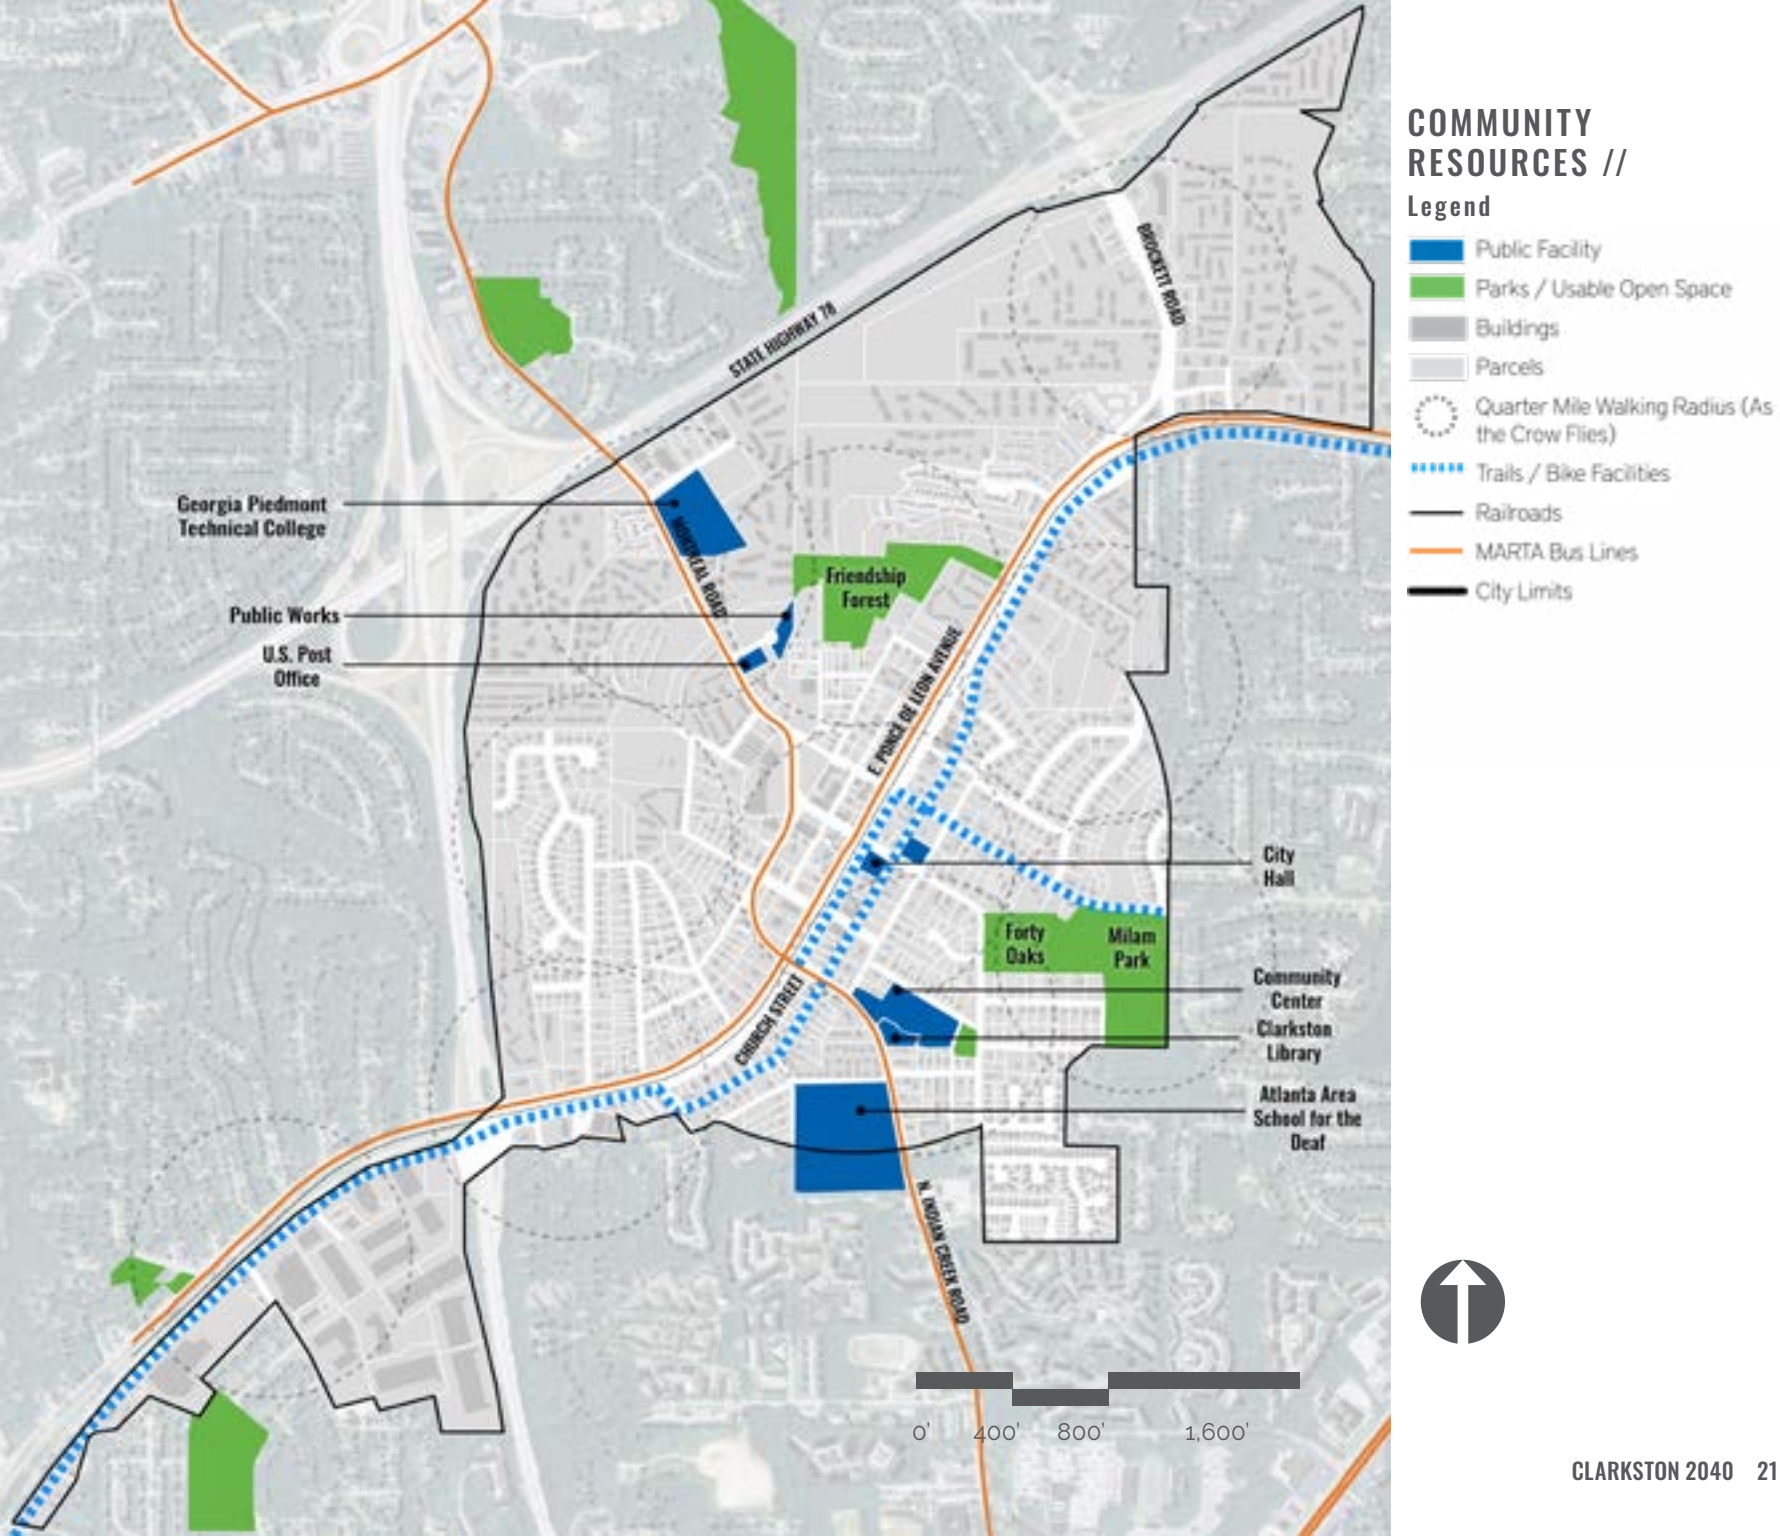 COMMUNITY
RESOURCES //
Legend
Public Facility
Parks / Usable Open Space
Buildings
Parcels
Quarter Mile Walking Radius (As
the Crow Flies)
Trails / Bike Facilities
Railroads
MARTA Bus Lines
City Limits
BROCKETT ROAD
STATE HIGHWAY 78
Georgia Piedmont
Technical College
MONTREAL ROAD
Friendship
Forest
Public Works
U.S. Post
Office
E. PONCE DE LEON AVENUE
City
Hall
Forty
Oaks
Milam
Park
Community
Center
CHURCH STREET
Clarkston
Library
Atlanta Area
School for the
Deaf
N. INDIAN CREEK ROAD
0' 400' 800' 1,600'
CLARKSTON 2040 21